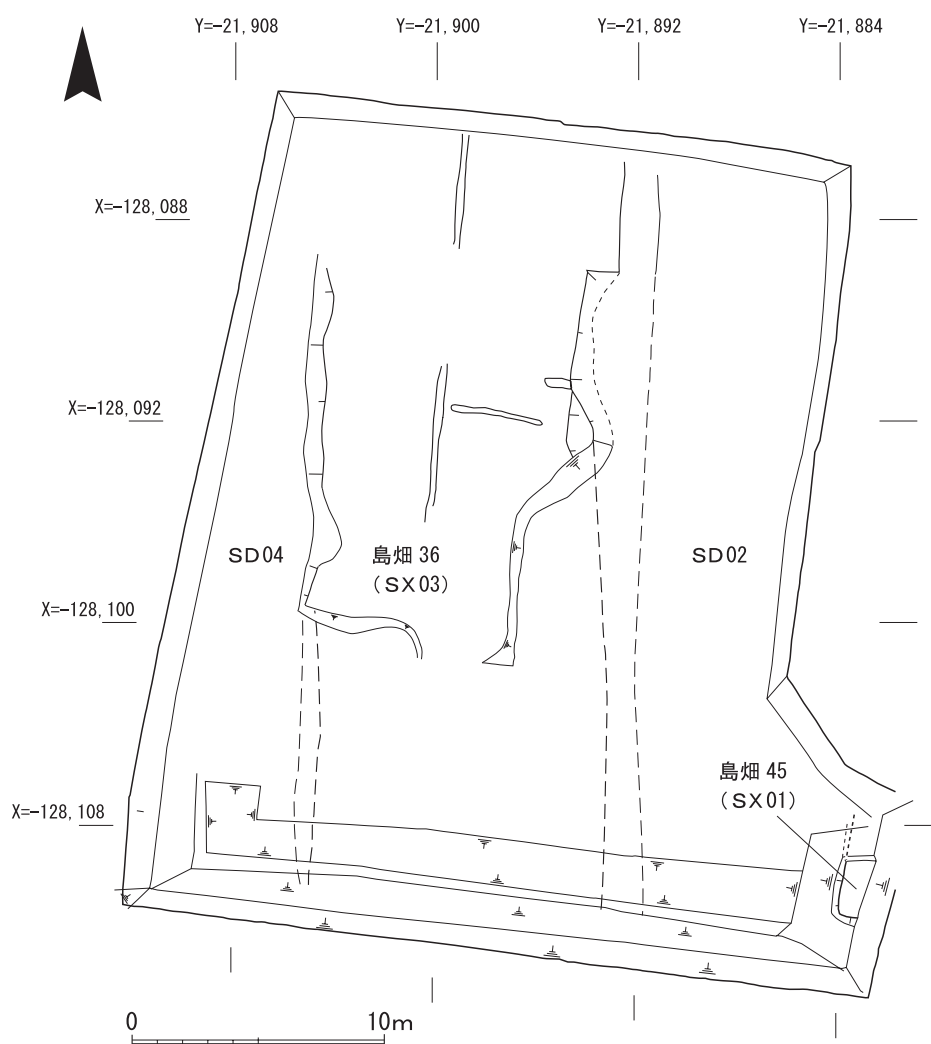 Y=-21,908
Y=-21,900
Y=-21,892
Y=-21,884
X=-128,088
X=-128,092
SD04
島畑 36
（SX03）
SD02
X=-128,100
島畑 45
（SX01）
X=-128,108
0
10m